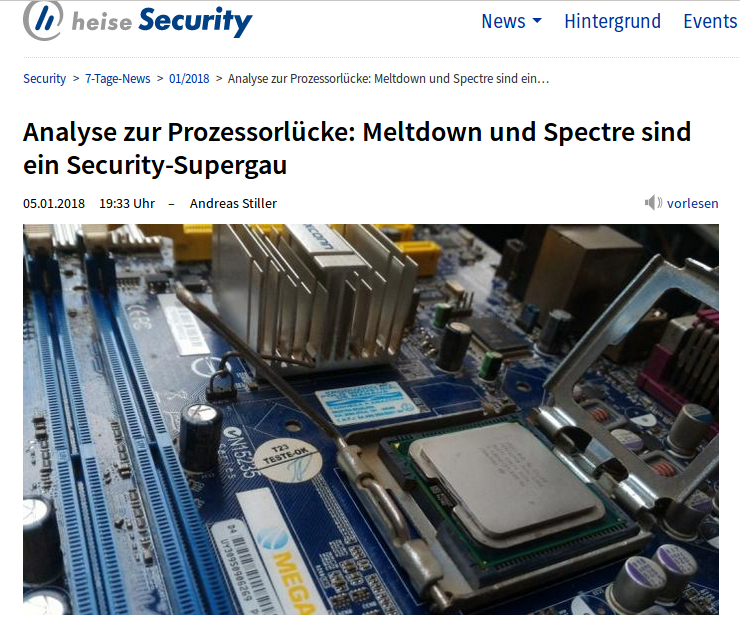 heise Security
News
Hintergrund
Events
Security > 7-Tage-News > 01/2018 > Analyse zur Prozessorlücke: Meltdown und Spectre sind ein…
Analyse zur Prozessorlücke: Meltdown und Spectre sind
ein Security-Supergau
05.01.2018 19:33 Uhr – Andreas Stiller
vorlesen
N15235
T23
TESTE-OK
MEGA